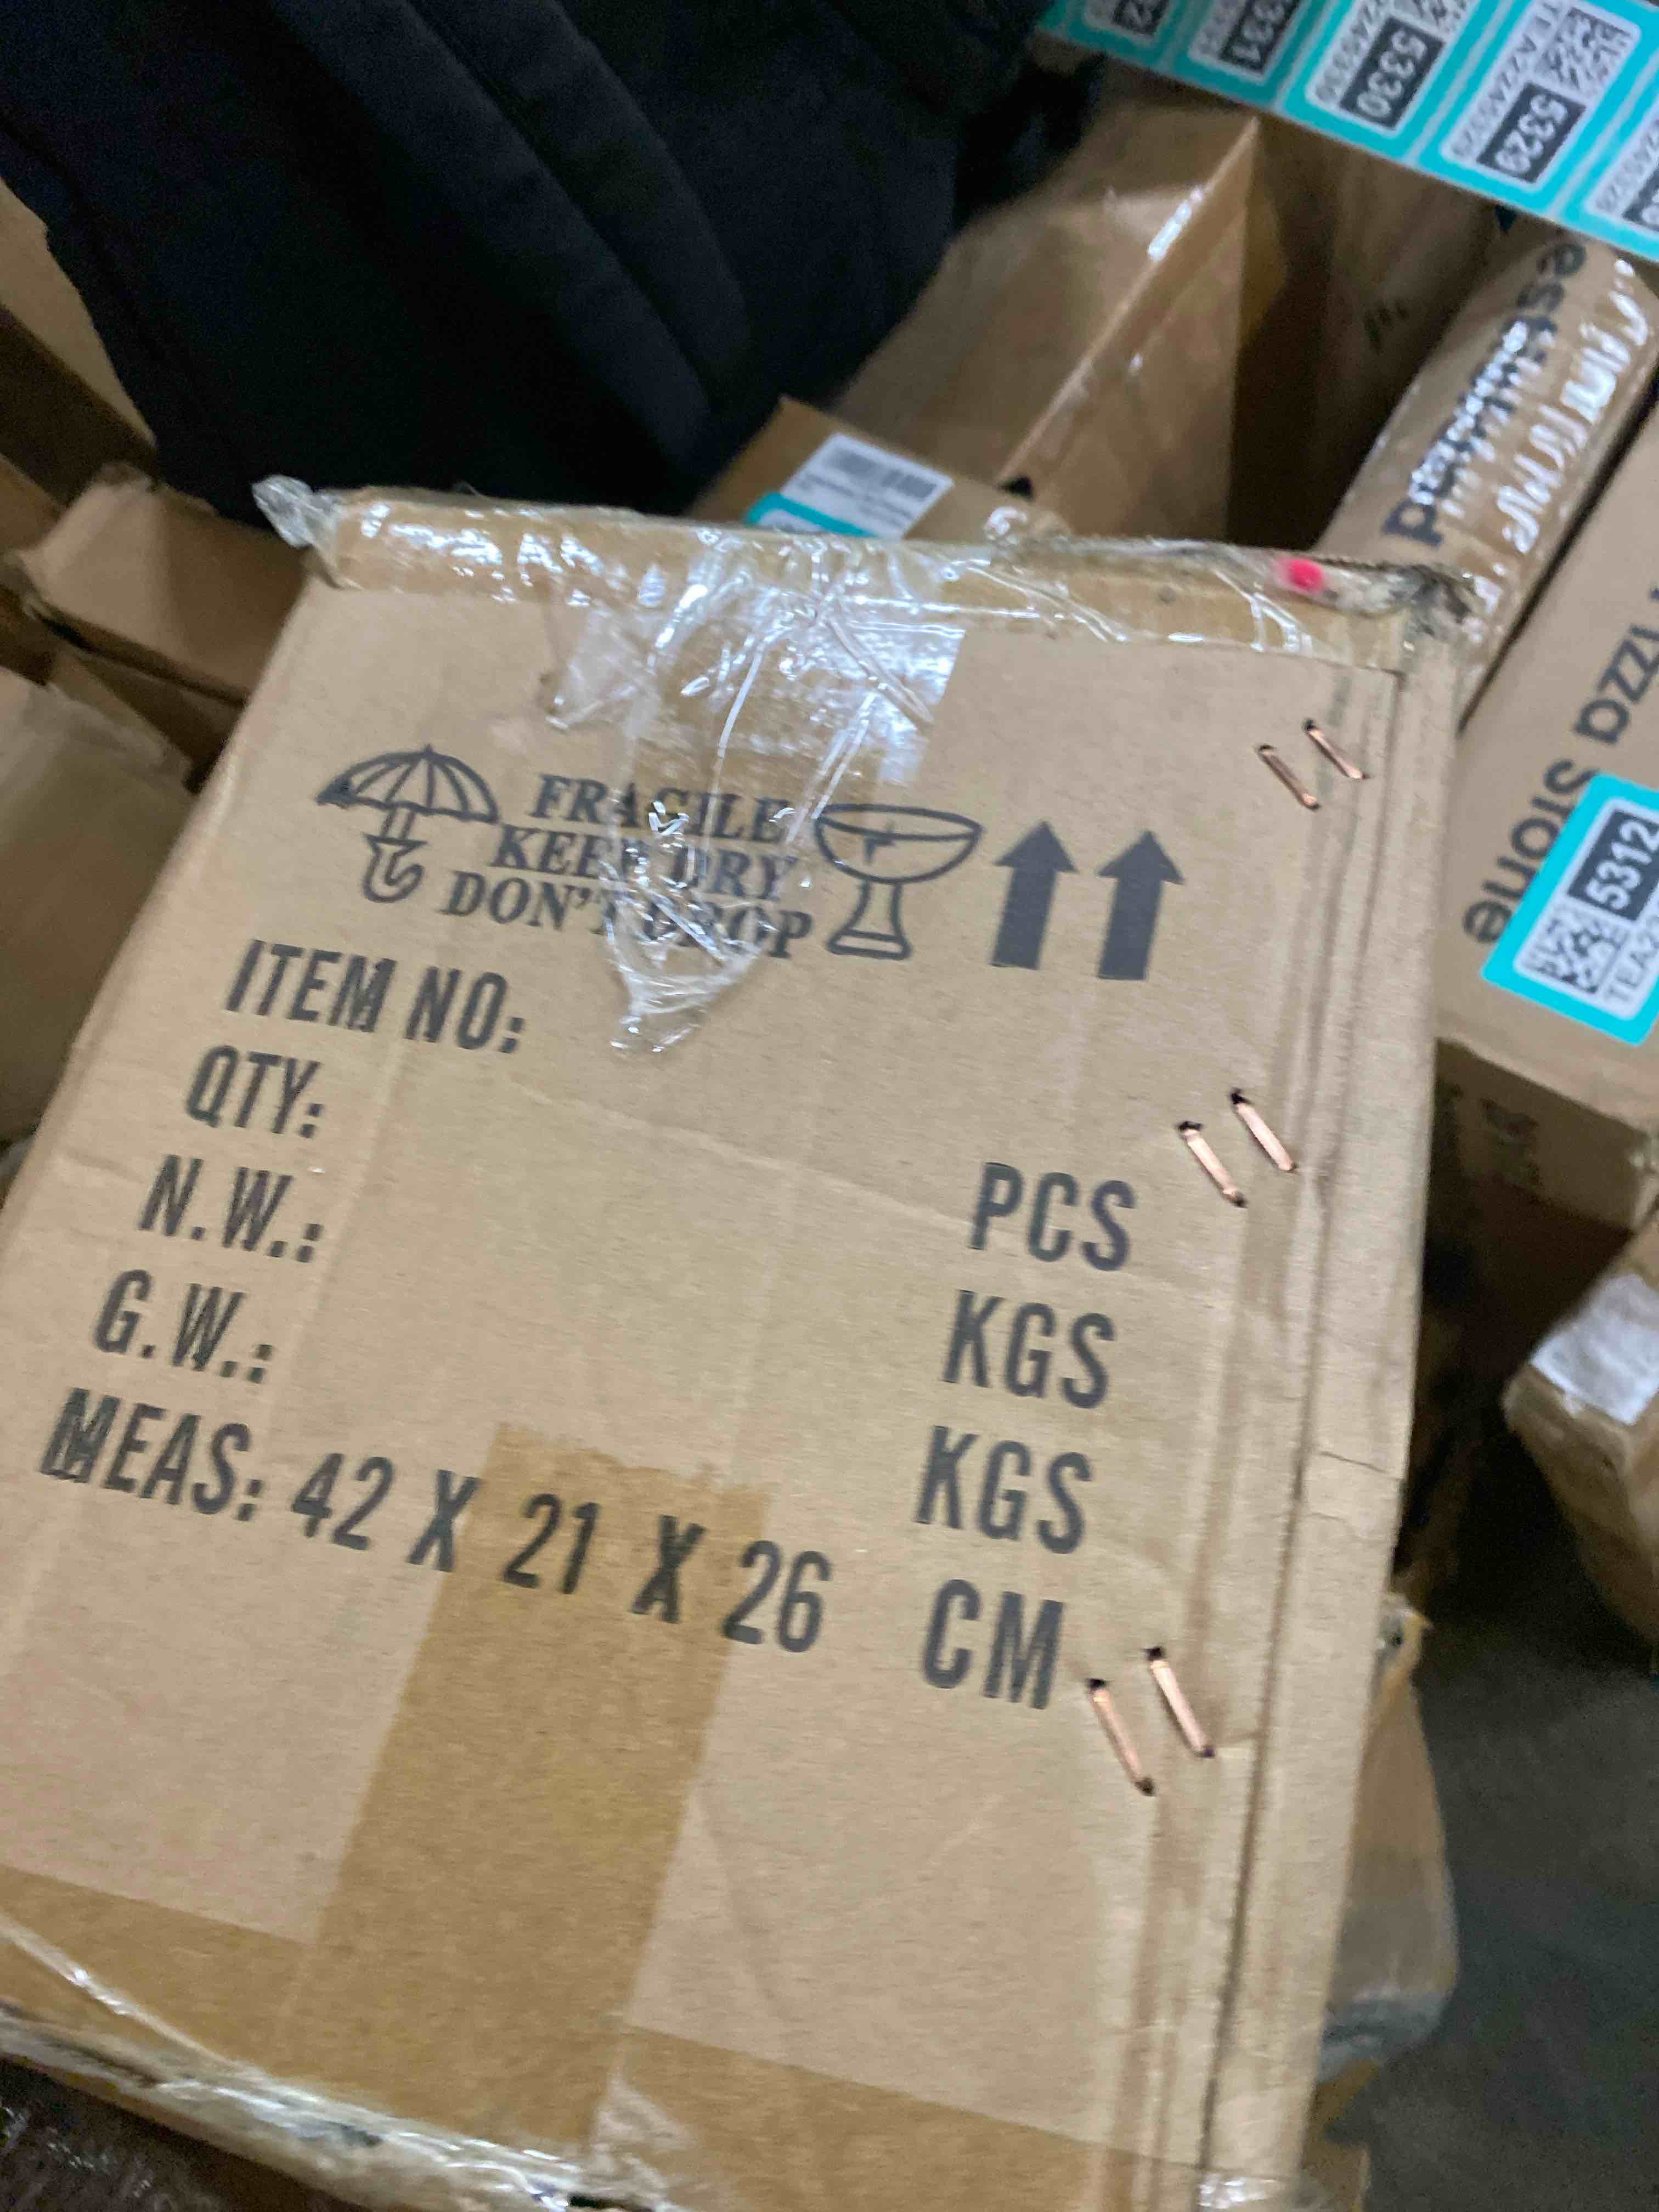 5331
5330
5329
pizza stone
5312
FRAGILE
KEEP DRY
DON'T DROP
ITEM NO:
QTY: PCS
N.W.: KGS
G.W.: KGS
MEAS: 42 X 21 X 26 CM